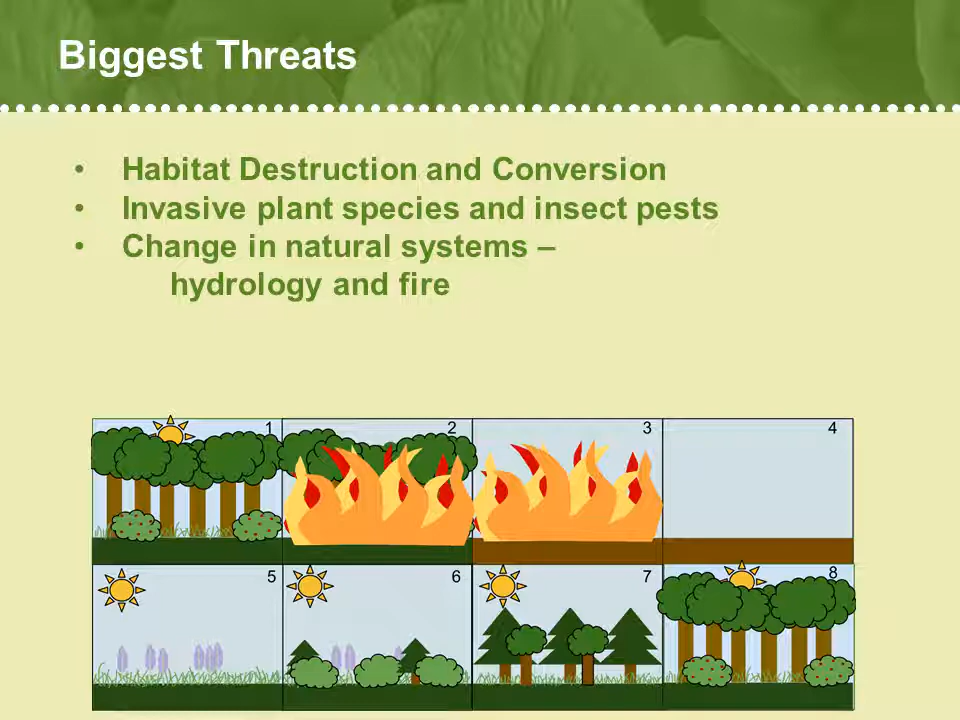 Biggest Threats
• Habitat Destruction and Conversion
• Invasive plant species and insect pests
• Change in natural systems –
hydrology and fire
1 2 3 4
5 6 7 8